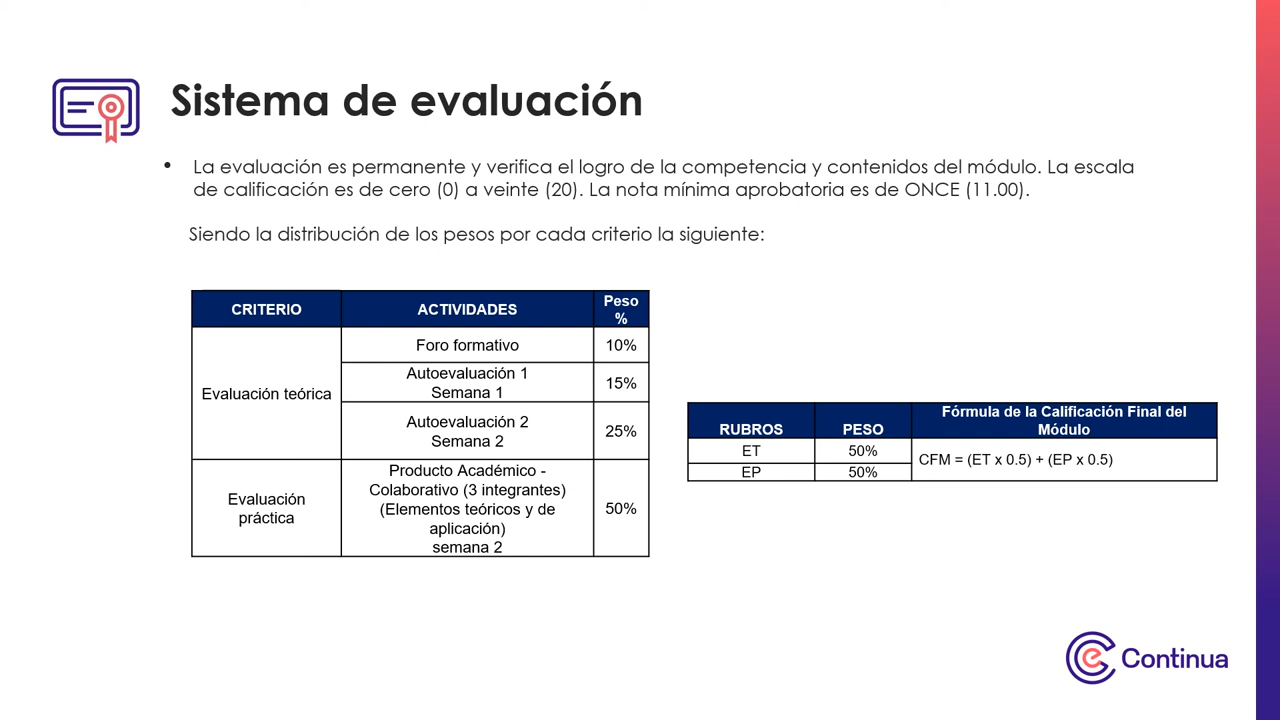 Sistema de evaluación
• La evaluación es permanente y verifica el logro de la competencia y contenidos del módulo. La escala
de calificación es de cero (0) a veinte (20). La nota mínima aprobatoria es de ONCE (11.00).
Siendo la distribución de los pesos por cada criterio la siguiente:
CRITERIO
ACTIVIDADES
Peso
%
Evaluación teórica
Foro formativo
10%
Autoevaluación 1
Semana 1
15%
Autoevaluación 2
Semana 2
25%
Evaluación
práctica
Producto Académico -
Colaborativo (3 integrantes)
(Elementos teóricos y de
aplicación)
semana 2
50%
RUBROS
PESO
Fórmula de la Calificación Final del
Módulo
ET
50%
CFM = (ET x 0.5) + (EP x 0.5)
EP
50%
Continua